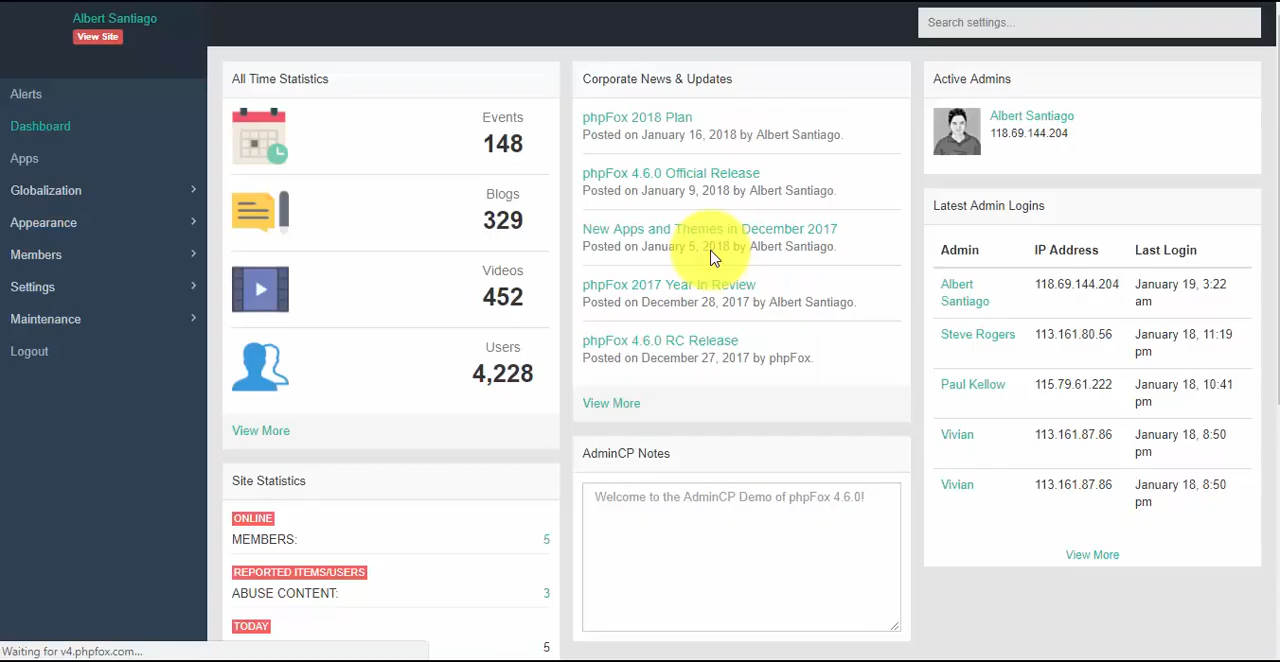 Albert Santiago
View Site
Search settings...
Alerts
Dashboard
Apps
Globalization
Appearance
Members
Settings
Maintenance
Logout
All Time Statistics
Events
148
Blogs
329
Videos
452
Users
4,228
View More
Site Statistics
ONLINE
MEMBERS: 5
REPORTED ITEMS/USERS
ABUSE CONTENT: 3
TODAY
5
Corporate News & Updates
phpFox 2018 Plan
Posted on January 16, 2018 by Albert Santiago.
phpFox 4.6.0 Official Release
Posted on January 9, 2018 by Albert Santiago.
New Apps and Themes in December 2017
Posted on January 5, 2018 by Albert Santiago.
phpFox 2017 Year In Review
Posted on December 28, 2017 by Albert Santiago.
phpFox 4.6.0 RC Release
Posted on December 27, 2017 by phpFox.
View More
AdminCP Notes
Welcome to the AdminCP Demo of phpFox 4.6.0!
Active Admins
Albert Santiago
118.69.144.204
Latest Admin Logins
Admin IP Address Last Login
Albert Santiago 118.69.144.204 January 19, 3:22 am
Steve Rogers 113.161.80.56 January 18, 11:19 pm
Paul Kellow 115.79.61.222 January 18, 10:41 pm
Vivian 113.161.87.86 January 18, 8:50 pm
Vivian 113.161.87.86 January 18, 8:50 pm
View More
Waiting for v4.phpfox.com...